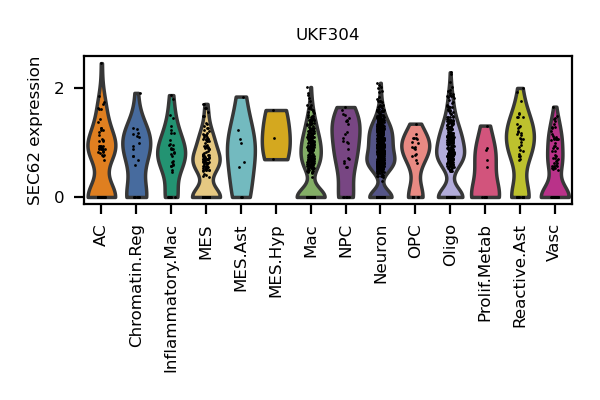 UKF304
SEC62 expression
2
0
AC
Chromatin.Reg
Inflammatory.Mac
MES
MES.Ast
MES.Hyp
Mac
NPC
Neuron
OPC
Oligo
Prolif.Metab
Reactive.Ast
Vasc